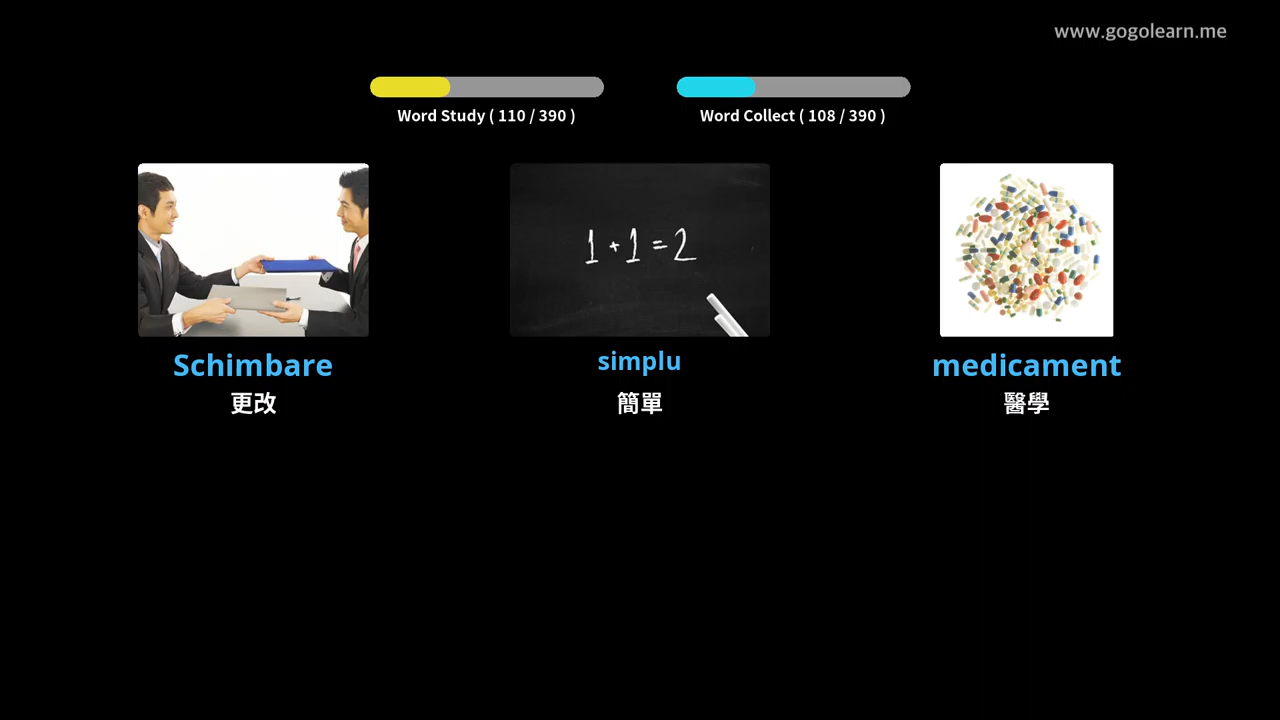 www.gogolearn.me
Word Study ( 110 / 390 )
Word Collect ( 108 / 390 )
1 + 1 = 2
Schimbare
更改
simplu
簡單
medicament
醫學